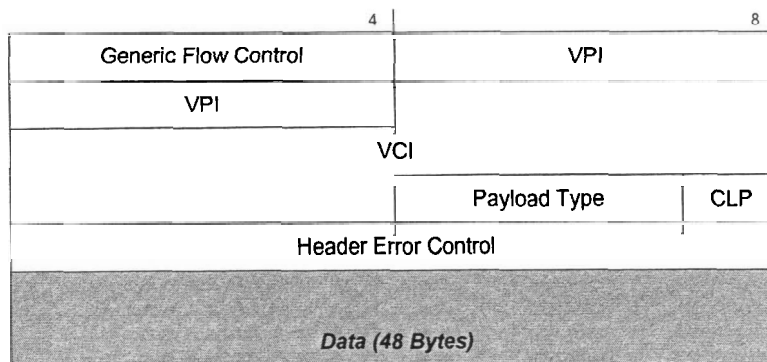 4 8
Generic Flow Control VPI
VPI
VCI
Payload Type CLP
Header Error Control
Data (48 Bytes)